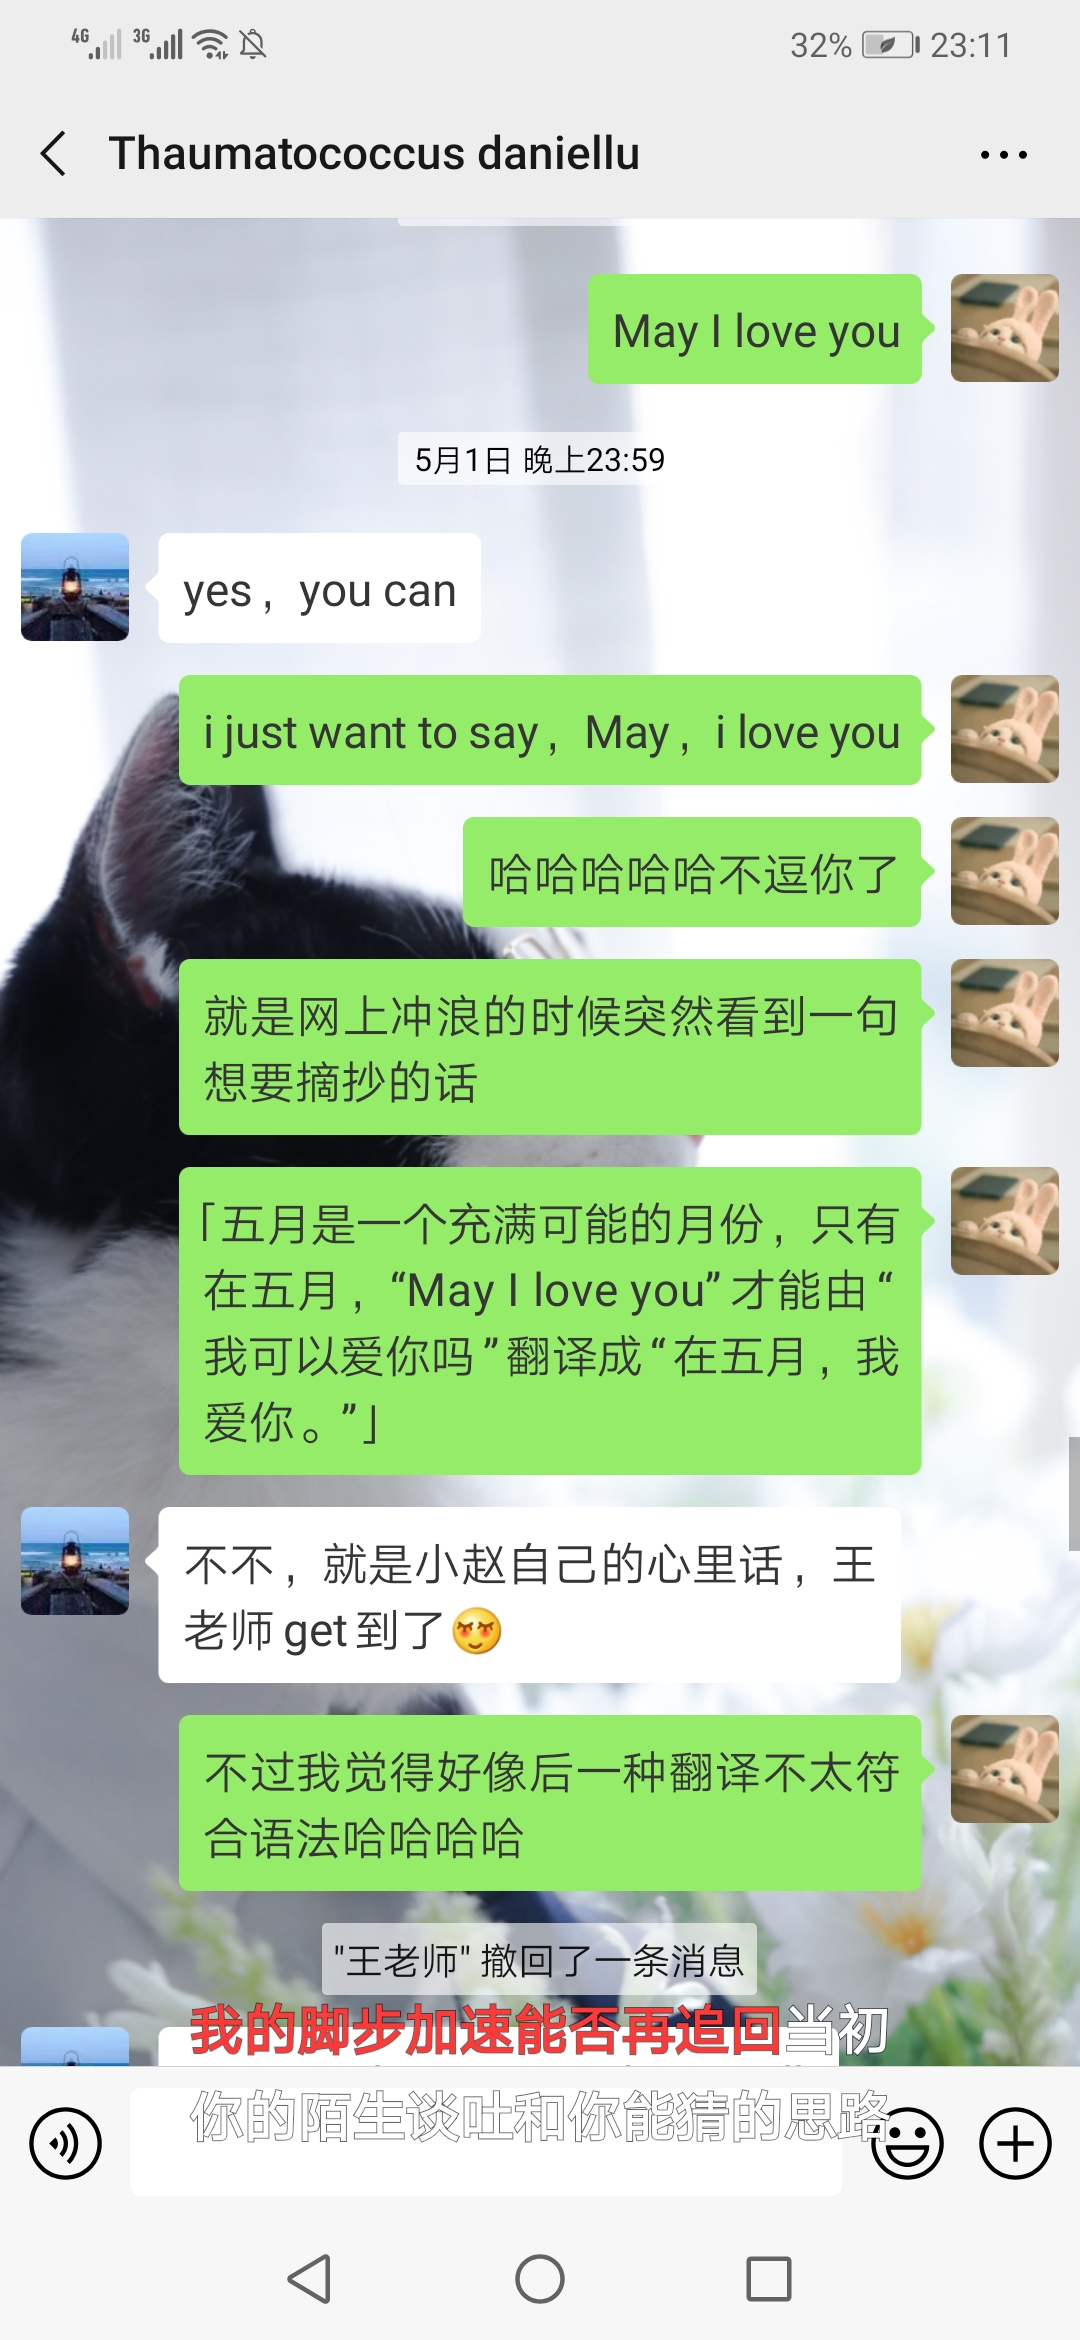 4G 3G 32% 23:11
Thaumatococcus daniellu
May I love you
5月1日 晚上23:59
yes，you can
i just want to say，May，i love you
哈哈哈哈哈不逗你了
就是网上冲浪的时候突然看到一句
想要摘抄的话
「五月是一个充满可能的月份，只有
在五月，“May I love you”才能由“
我可以爱你吗”翻译成“在五月，我
爱你。”」
不不，就是小赵自己的心里话，王
老师get到了
不过我觉得好像后一种翻译不太符
合语法哈哈哈哈
"王老师" 撤回了一条消息
我的脚步加速能否再追回当初
你的陌生谈吐和你能猜的思路